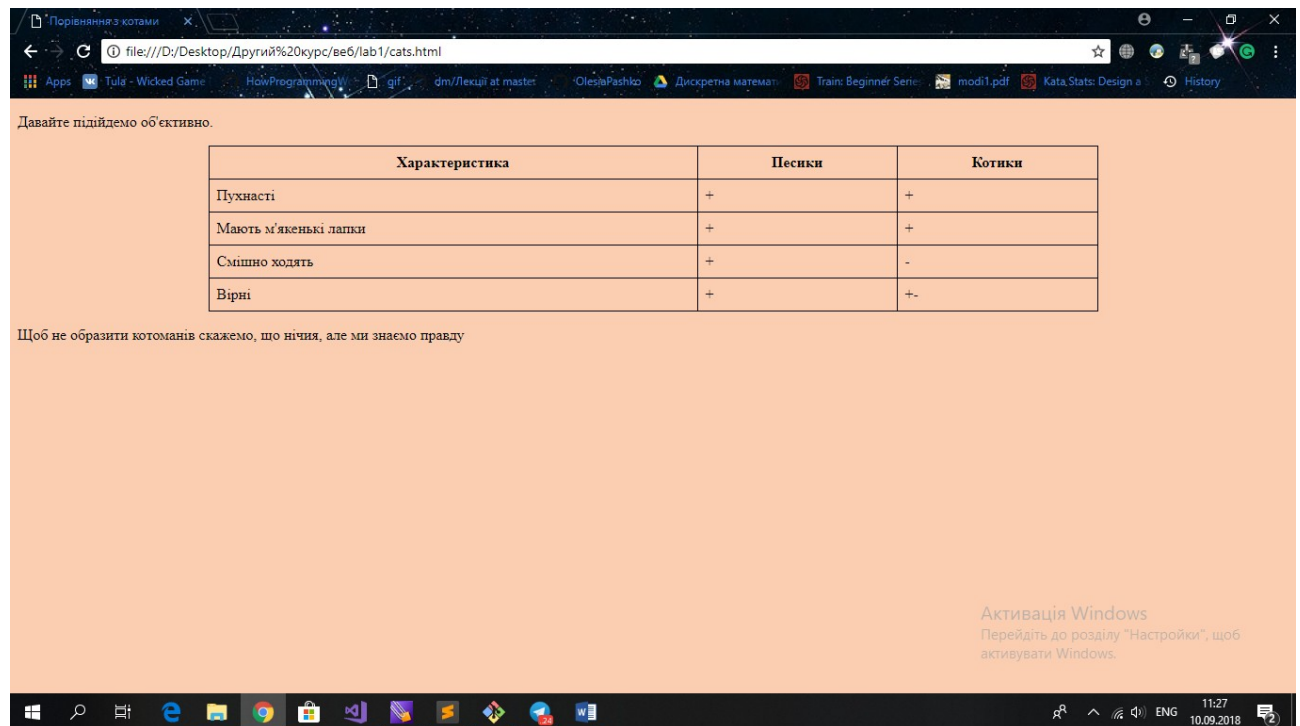 Порівняння з котами
file:///D:/Desktop/Другий%20курс/веб/lab1/cats.html
Apps Tula - Wicked Game HowProgrammingW gif dm/Лекції at master OlesiaPashko Дискретна матема Train: Beginner Serie modi1.pdf Kata Stats: Design a History
Давайте підійдемо об'єктивно.
Характеристика Песики Котики
Пухнасті + +
Мають м'якенькі лапки + +
Смішно ходять + -
Вірні + +-
Щоб не образити котоманів скажемо, що нічия, але ми знаємо правду
Активація Windows
Перейдіть до розділу "Настройки", щоб
активувати Windows.
24
ENG 11:27
10.09.2018
2